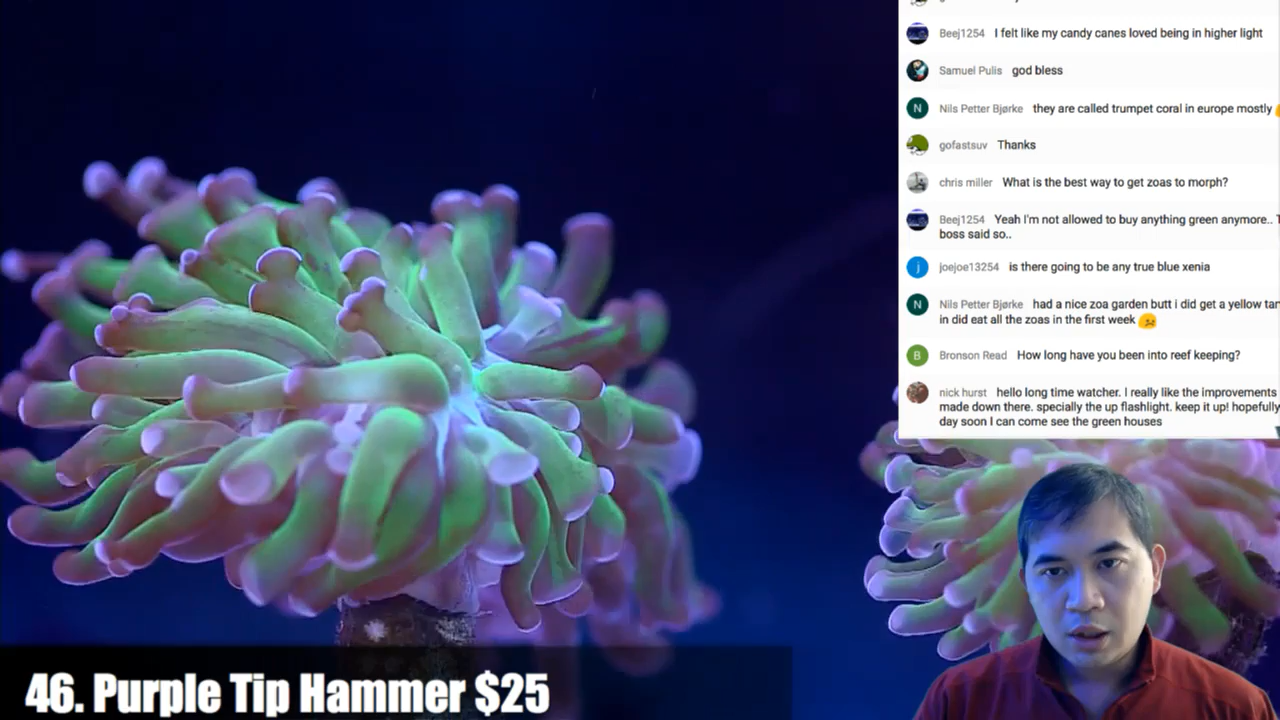 Beej1254 I felt like my candy canes loved being in higher light
Samuel Pulis god bless
N Nils Petter Bjørke they are called trumpet coral in europe mostly
gofastsuv Thanks
chris miller What is the best way to get zoas to morph?
Beej1254 Yeah I'm not allowed to buy anything green anymore..
boss said so..
j joejoe13254 is there going to be any true blue xenia
N Nils Petter Bjørke had a nice zoa garden butt i did get a yellow
in did eat all the zoas in the first week
B Bronson Read How long have you been into reef keeping?
nick hurst hello long time watcher. I really like the improvements
made down there. specially the up flashlight. keep it up! hopefully
day soon I can come see the green houses
46. Purple Tip Hammer $25